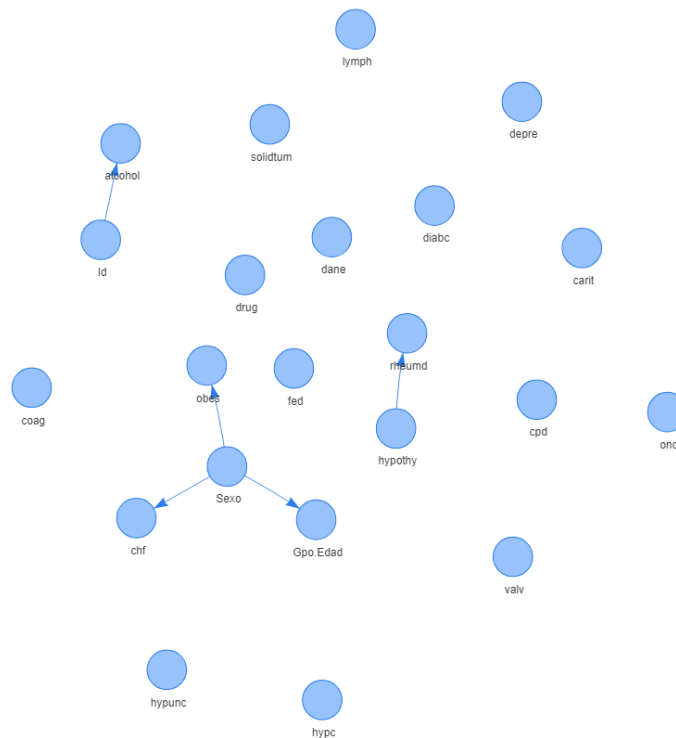 lymph
depre
solidtum
alcohol
diabc
dane
carit
ld
drug
rheumd
obes
fed
coag
cpd
hypothy
Sexo
chf
Gpo.Edad
valv
hypunc
hypc